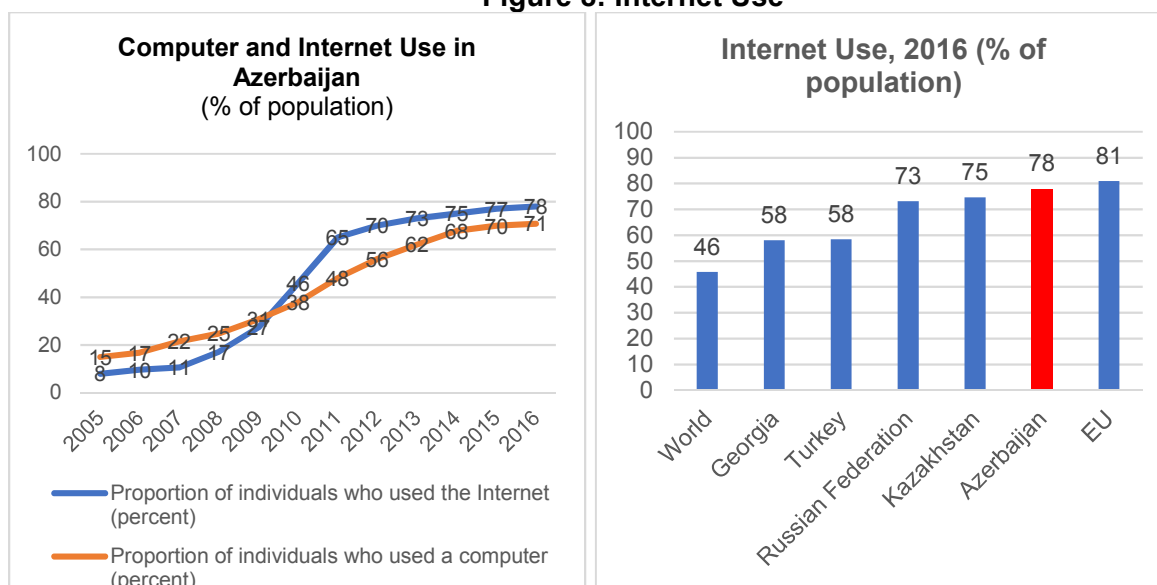 Figure 8. Internet Use
Computer and Internet Use in
Azerbaijan
(% of population)
100
80
60
40
20
0
8 10 11 17 27 46 65 70 73 75 77 78
15 17 22 25 31 38 48 56 62 68 70 71
2005 2006 2007 2008 2009 2010 2011 2012 2013 2014 2015 2016
Proportion of individuals who used the Internet
(percent)
Proportion of individuals who used a computer
(percent)
Internet Use, 2016 (% of
population)
100
90
80
70
60
50
40
30
20
10
0
46 58 58 73 75 78 81
World Georgia Turkey Russian Federation Kazakhstan Azerbaijan EU